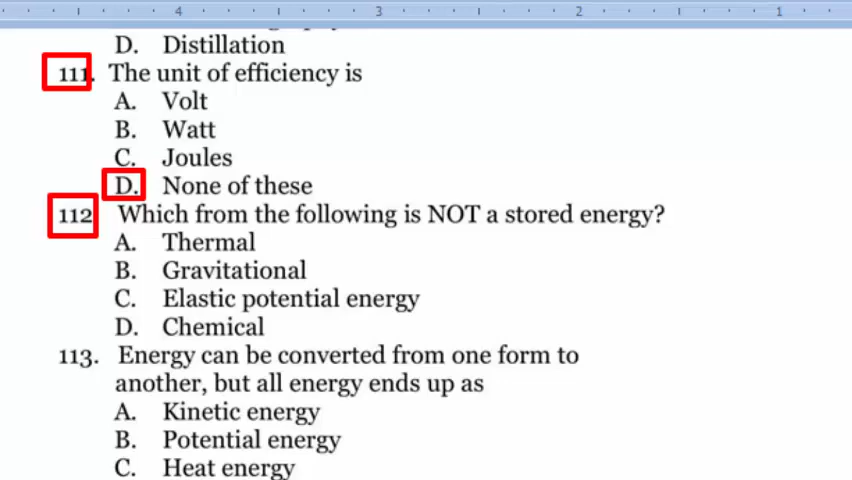 4 3 2 1
D. Distillation
111. The unit of efficiency is
A. Volt
B. Watt
C. Joules
D. None of these
112 Which from the following is NOT a stored energy?
A. Thermal
B. Gravitational
C. Elastic potential energy
D. Chemical
113. Energy can be converted from one form to
another, but all energy ends up as
A. Kinetic energy
B. Potential energy
C. Heat energy